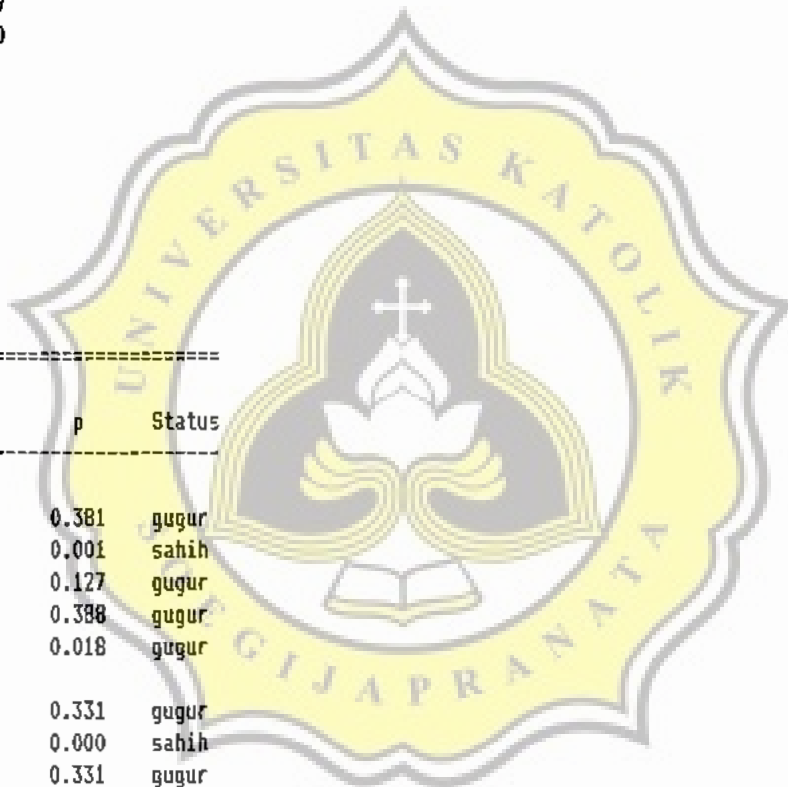 UNIVERSITAS KATOLIK
SOEGIJAPRANATA
p Status
0.381 gugur
0.001 sahih
0.127 gugur
0.388 gugur
0.018 gugur
0.331 gugur
0.000 sahih
0.331 gugur